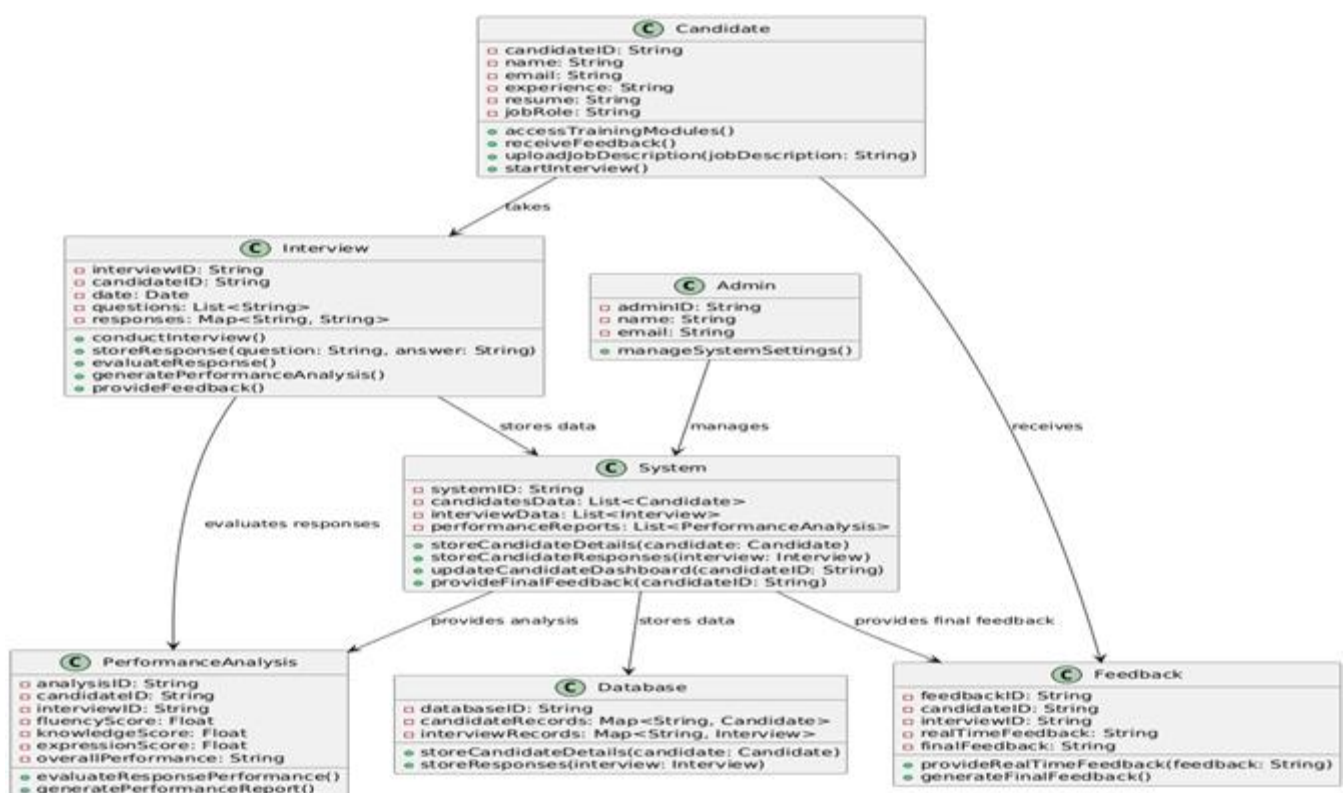 C Candidate
candidateID: String
name: String
email: String
experience: String
resume: String
jobRole: String
accessTrainingModules()
receiveFeedback()
uploadJobDescription(jobDescription: String)
startInterview()
takes
C Interview
interviewID: String
candidateID: String
date: Date
questions: List<String>
responses: Map<String, String>
conductInterview()
storeResponse(question: String, answer: String)
evaluateResponse()
generatePerformanceAnalysis()
provideFeedback()
C Admin
adminID: String
name: String
email: String
manageSystemSettings()
stores data
manages
receives
evaluates responses
C System
systemID: String
candidatesData: List<Candidate>
interviewData: List<Interview>
performanceReports: List<PerformanceAnalysis>
storeCandidateDetails(candidate: Candidate)
storeCandidateResponses(interview: Interview)
updateCandidateDashboard(candidateID: String)
provideFinalFeedback(candidateID: String)
provides analysis
stores data
provides final feedback
C PerformanceAnalysis
analysisID: String
candidateID: String
interviewID: String
fluencyScore: Float
knowledgeScore: Float
expressionScore: Float
overallPerformance: String
evaluateResponsePerformance()
generatePerformanceReport()
C Database
databaseID: String
candidateRecords: Map<String, Candidate>
interviewRecords: Map<String, Interview>
storeCandidateDetails(candidate: Candidate)
storeResponses(interview: Interview)
C Feedback
feedbackID: String
candidateID: String
interviewID: String
realTimeFeedback: String
finalFeedback: String
provideRealTimeFeedback(feedback: String)
generateFinalFeedback()